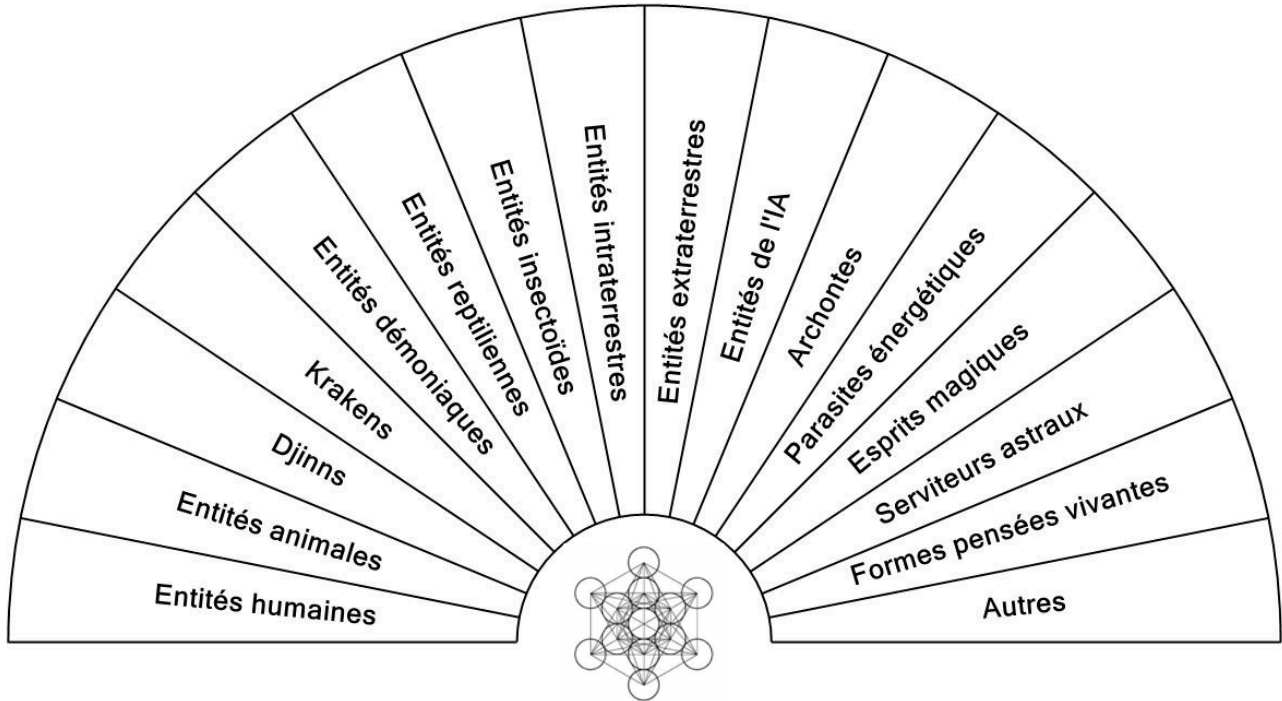 Entités humaines
Entités animales
Djinns
Krakens
Entités démoniaques
Entités reptiliennes
Entités insectoïdes
Entités intraterrestres
Entités extraterrestres
Entités de l'IA
Archontes
Parasites énergétiques
Esprits magiques
Serviteurs astraux
Formes pensées vivantes
Autres